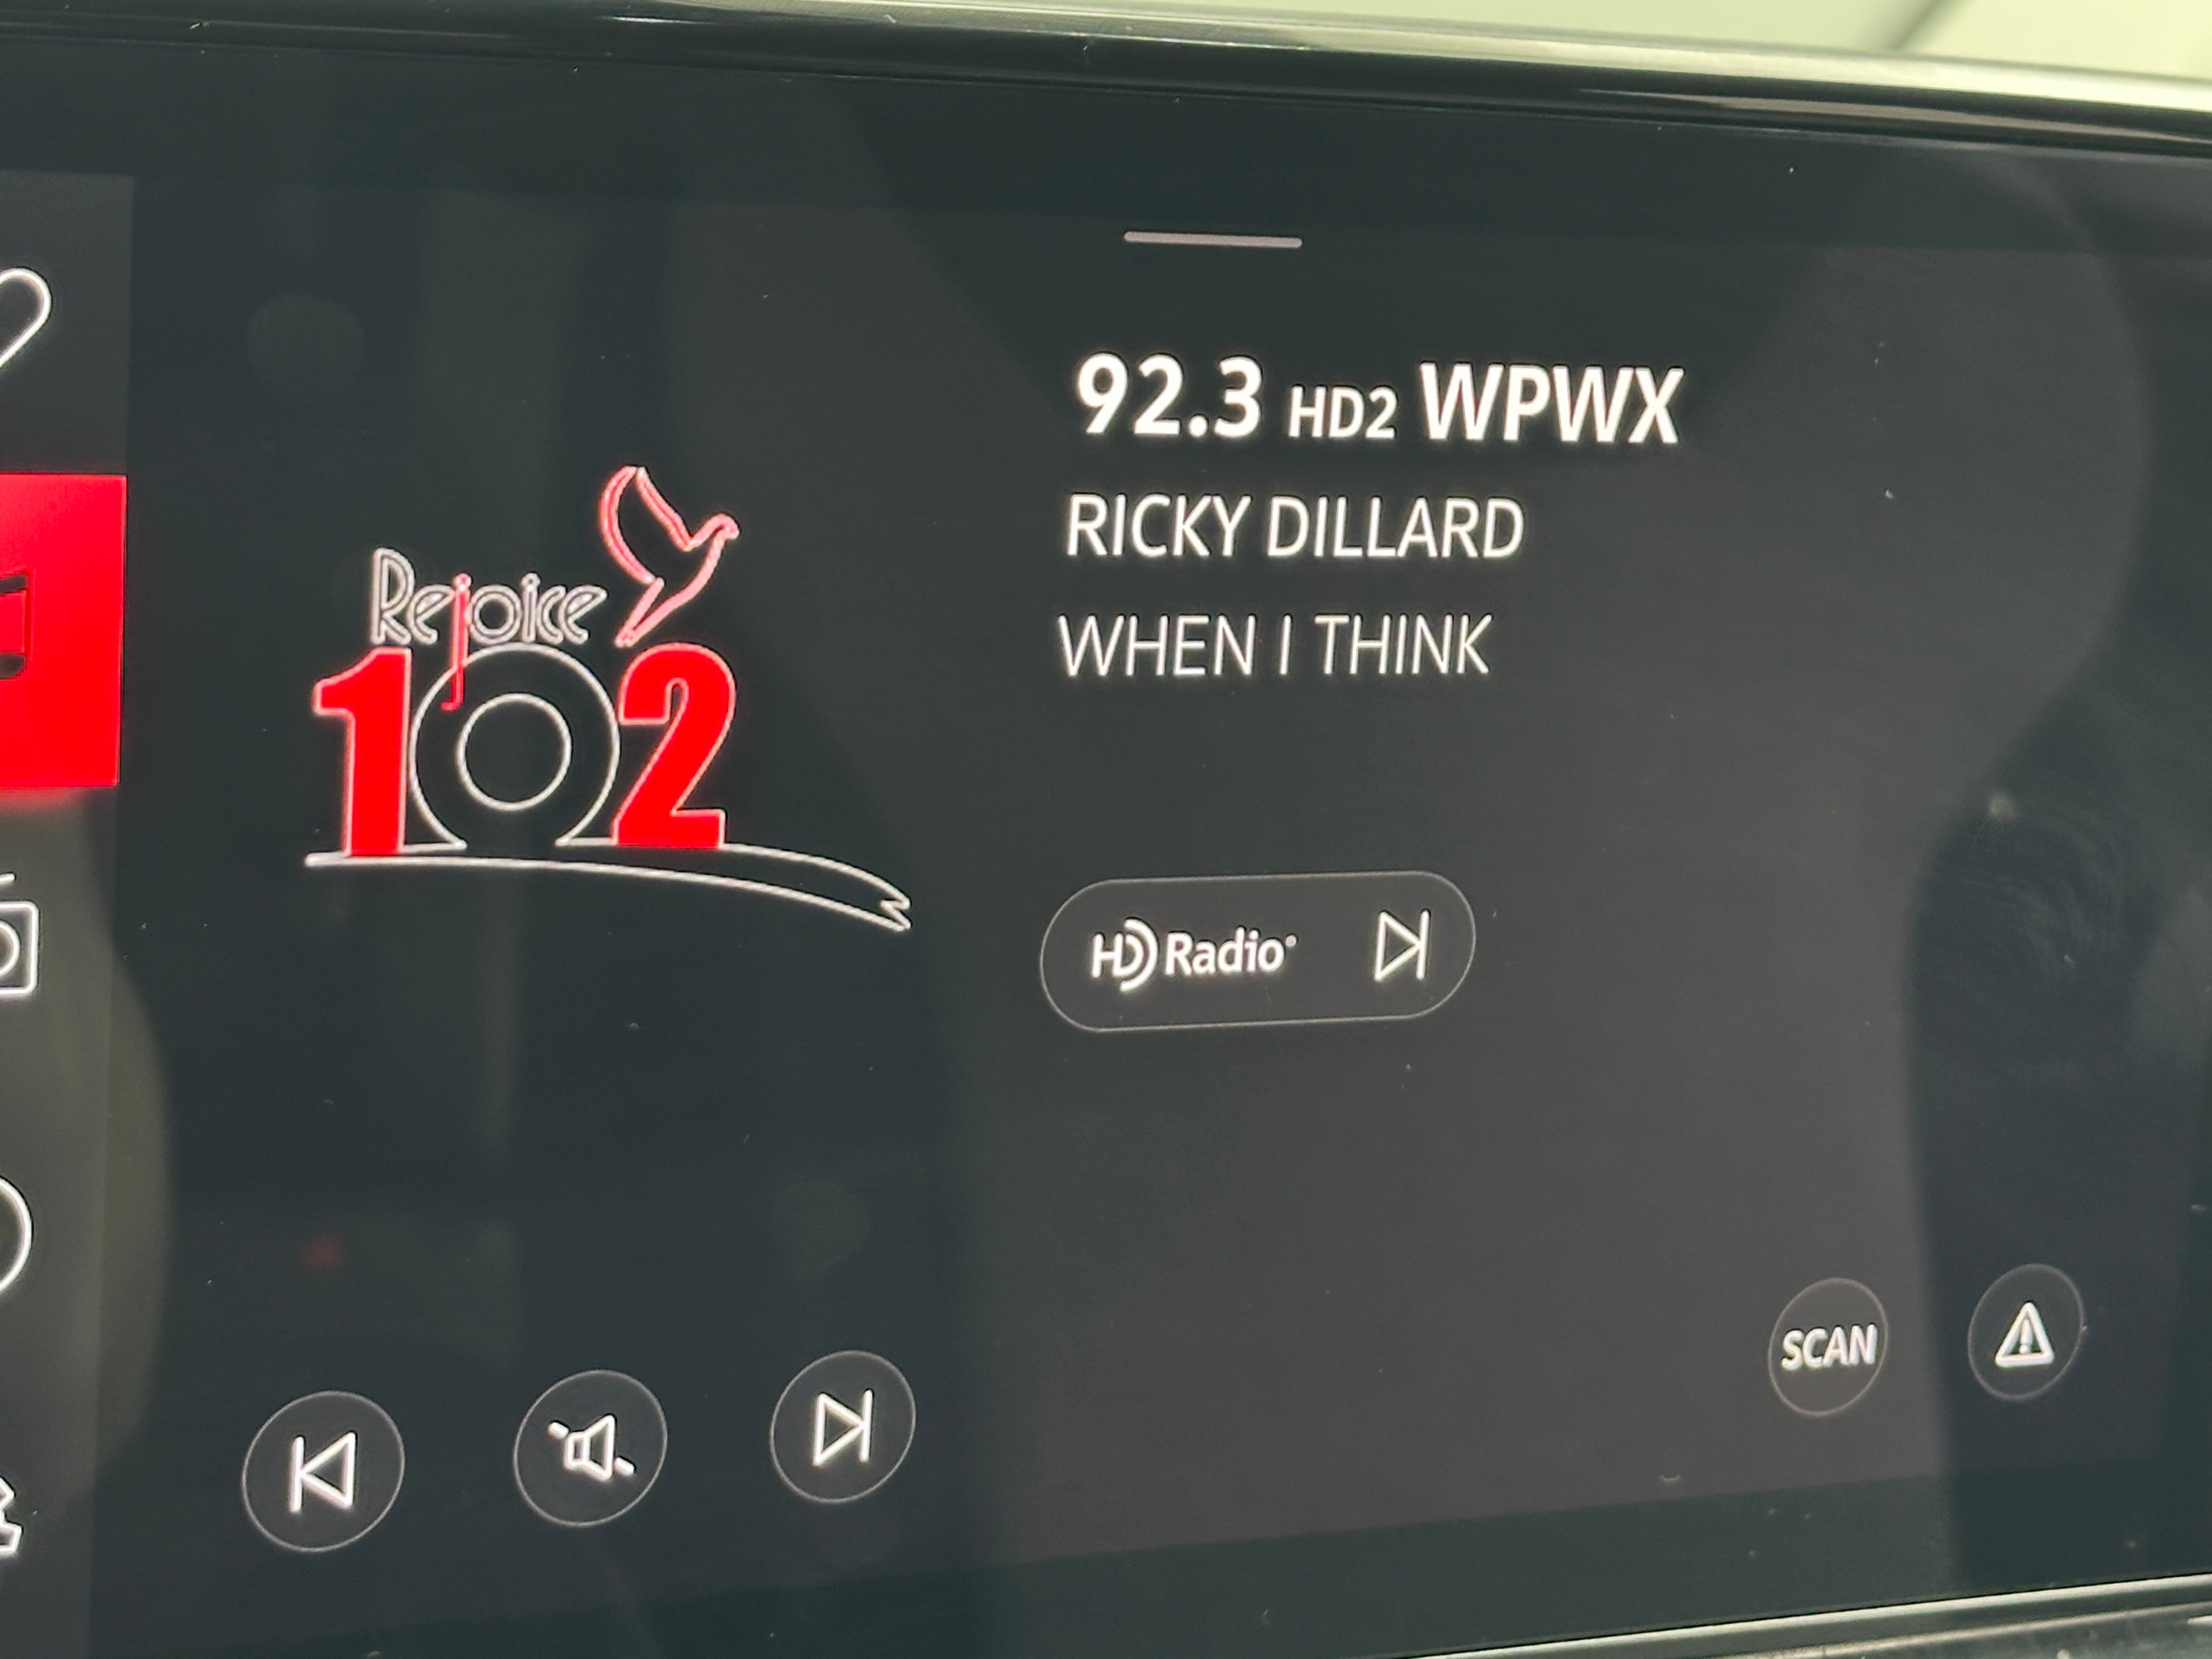 Rejoice
102
92.3 HD2 WPWX
RICKY DILLARD
WHEN I THINK
HD Radio
SCAN